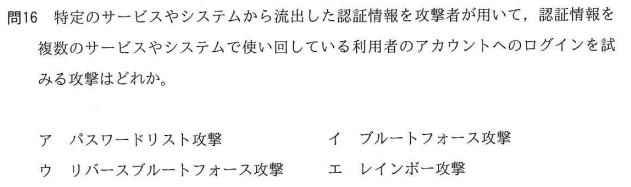 問16 特定のサービスやシステムから流出した認証情報を攻撃者が用いて，認証情報を
複数のサービスやシステムで使い回している利用者のアカウントへのログインを試
みる攻撃はどれか。
ア パスワードリスト攻撃 イ ブルートフォース攻撃
ウ リバースブルートフォース攻撃 エ レインボー攻撃